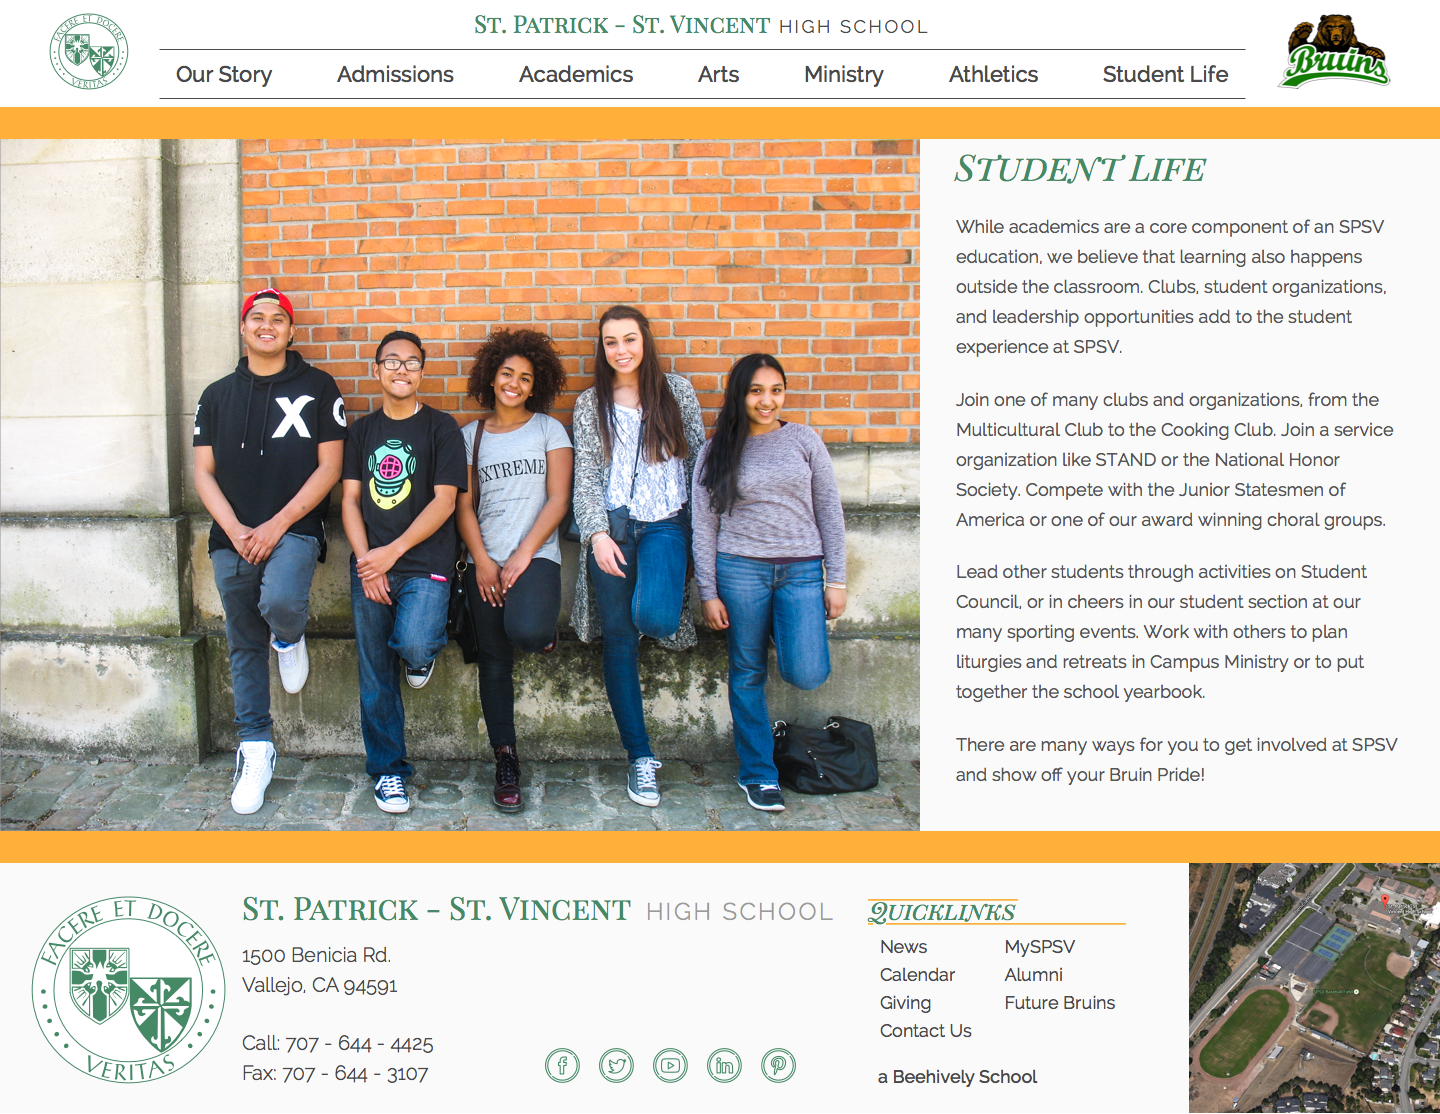 FACERE ET DOCERE
VERITAS
ST. PATRICK - ST. VINCENT HIGH SCHOOL
Bruins
Our Story Admissions Academics Arts Ministry Athletics Student Life
X
EXTREME
STUDENT LIFE
While academics are a core component of an SPSV
education, we believe that learning also happens
outside the classroom. Clubs, student organizations,
and leadership opportunities add to the student
experience at SPSV.
Join one of many clubs and organizations, from the
Multicultural Club to the Cooking Club. Join a service
organization like STAND or the National Honor
Society. Compete with the Junior Statesmen of
America or one of our award winning choral groups.
Lead other students through activities on Student
Council, or in cheers in our student section at our
many sporting events. Work with others to plan
liturgies and retreats in Campus Ministry or to put
together the school yearbook.
There are many ways for you to get involved at SPSV
and show off your Bruin Pride!
FACERE ET DOCERE
VERITAS
ST. PATRICK - ST. VINCENT HIGH SCHOOL
1500 Benicia Rd.
Vallejo, CA 94591
Call: 707 - 644 - 4425
Fax: 707 - 644 - 3107
QUICKLINKS
News MySPSV
Calendar Alumni
Giving Future Bruins
Contact Us
a Beehively School